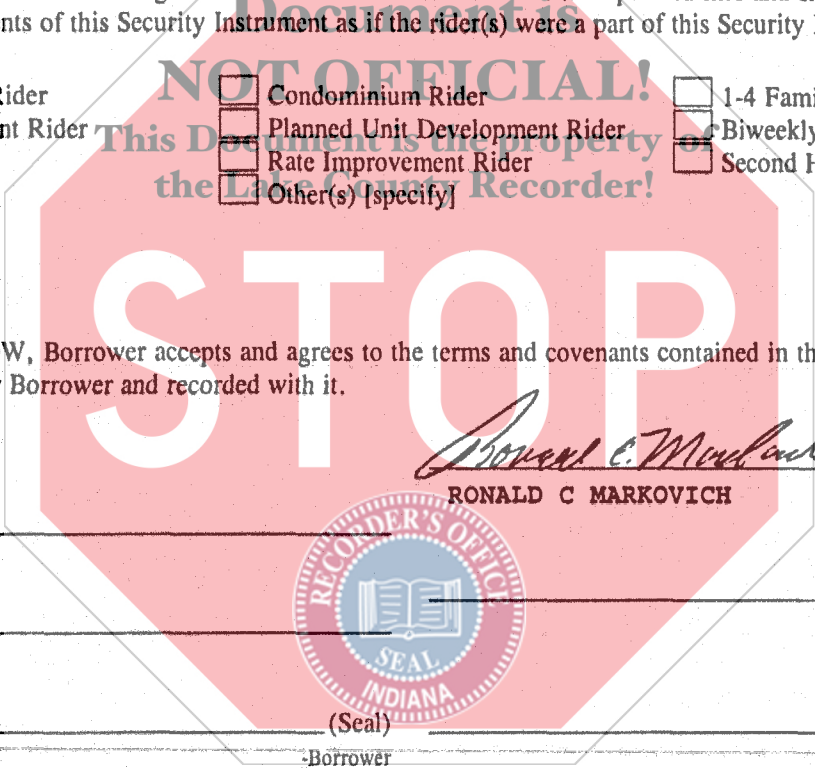 Document is
nts of this Security Instrument as if the rider(s) were a part of this Security
NOT OFFICIAL!
Rider Condominium Rider 1-4 Fami
nt Rider Planned Unit Development Rider Biweekly
This Document is the property of
Rate Improvement Rider Second H
the Lake County Recorder!
Other(s) [specify]
STOP
W, Borrower accepts and agrees to the terms and covenants contained in th
Borrower and recorded with it.
RONALD C MARKOVICH
RECORDER'S OFFICE
SEAL
INDIANA
(Seal)
-Borrower